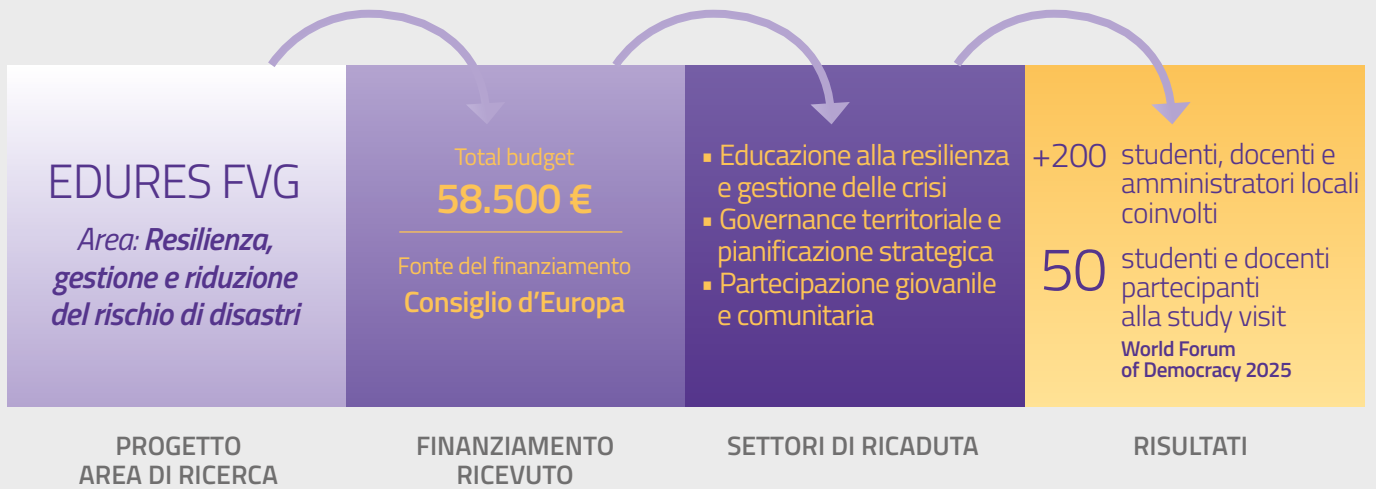 EDURES FVG
Area: Resilienza,
gestione e riduzione
del rischio di disastri
Total budget
58.500 €
Fonte del finanziamento
Consiglio d'Europa
▪ Educazione alla resilienza
e gestione delle crisi
▪ Governance territoriale e
pianificazione strategica
▪ Partecipazione giovanile
e comunitaria
+200 studenti, docenti e
amministratori locali
coinvolti
50 studenti e docenti
partecipanti
alla study visit
World Forum
of Democracy 2025
PROGETTO
AREA DI RICERCA
FINANZIAMENTO
RICEVUTO
SETTORI DI RICADUTA
RISULTATI